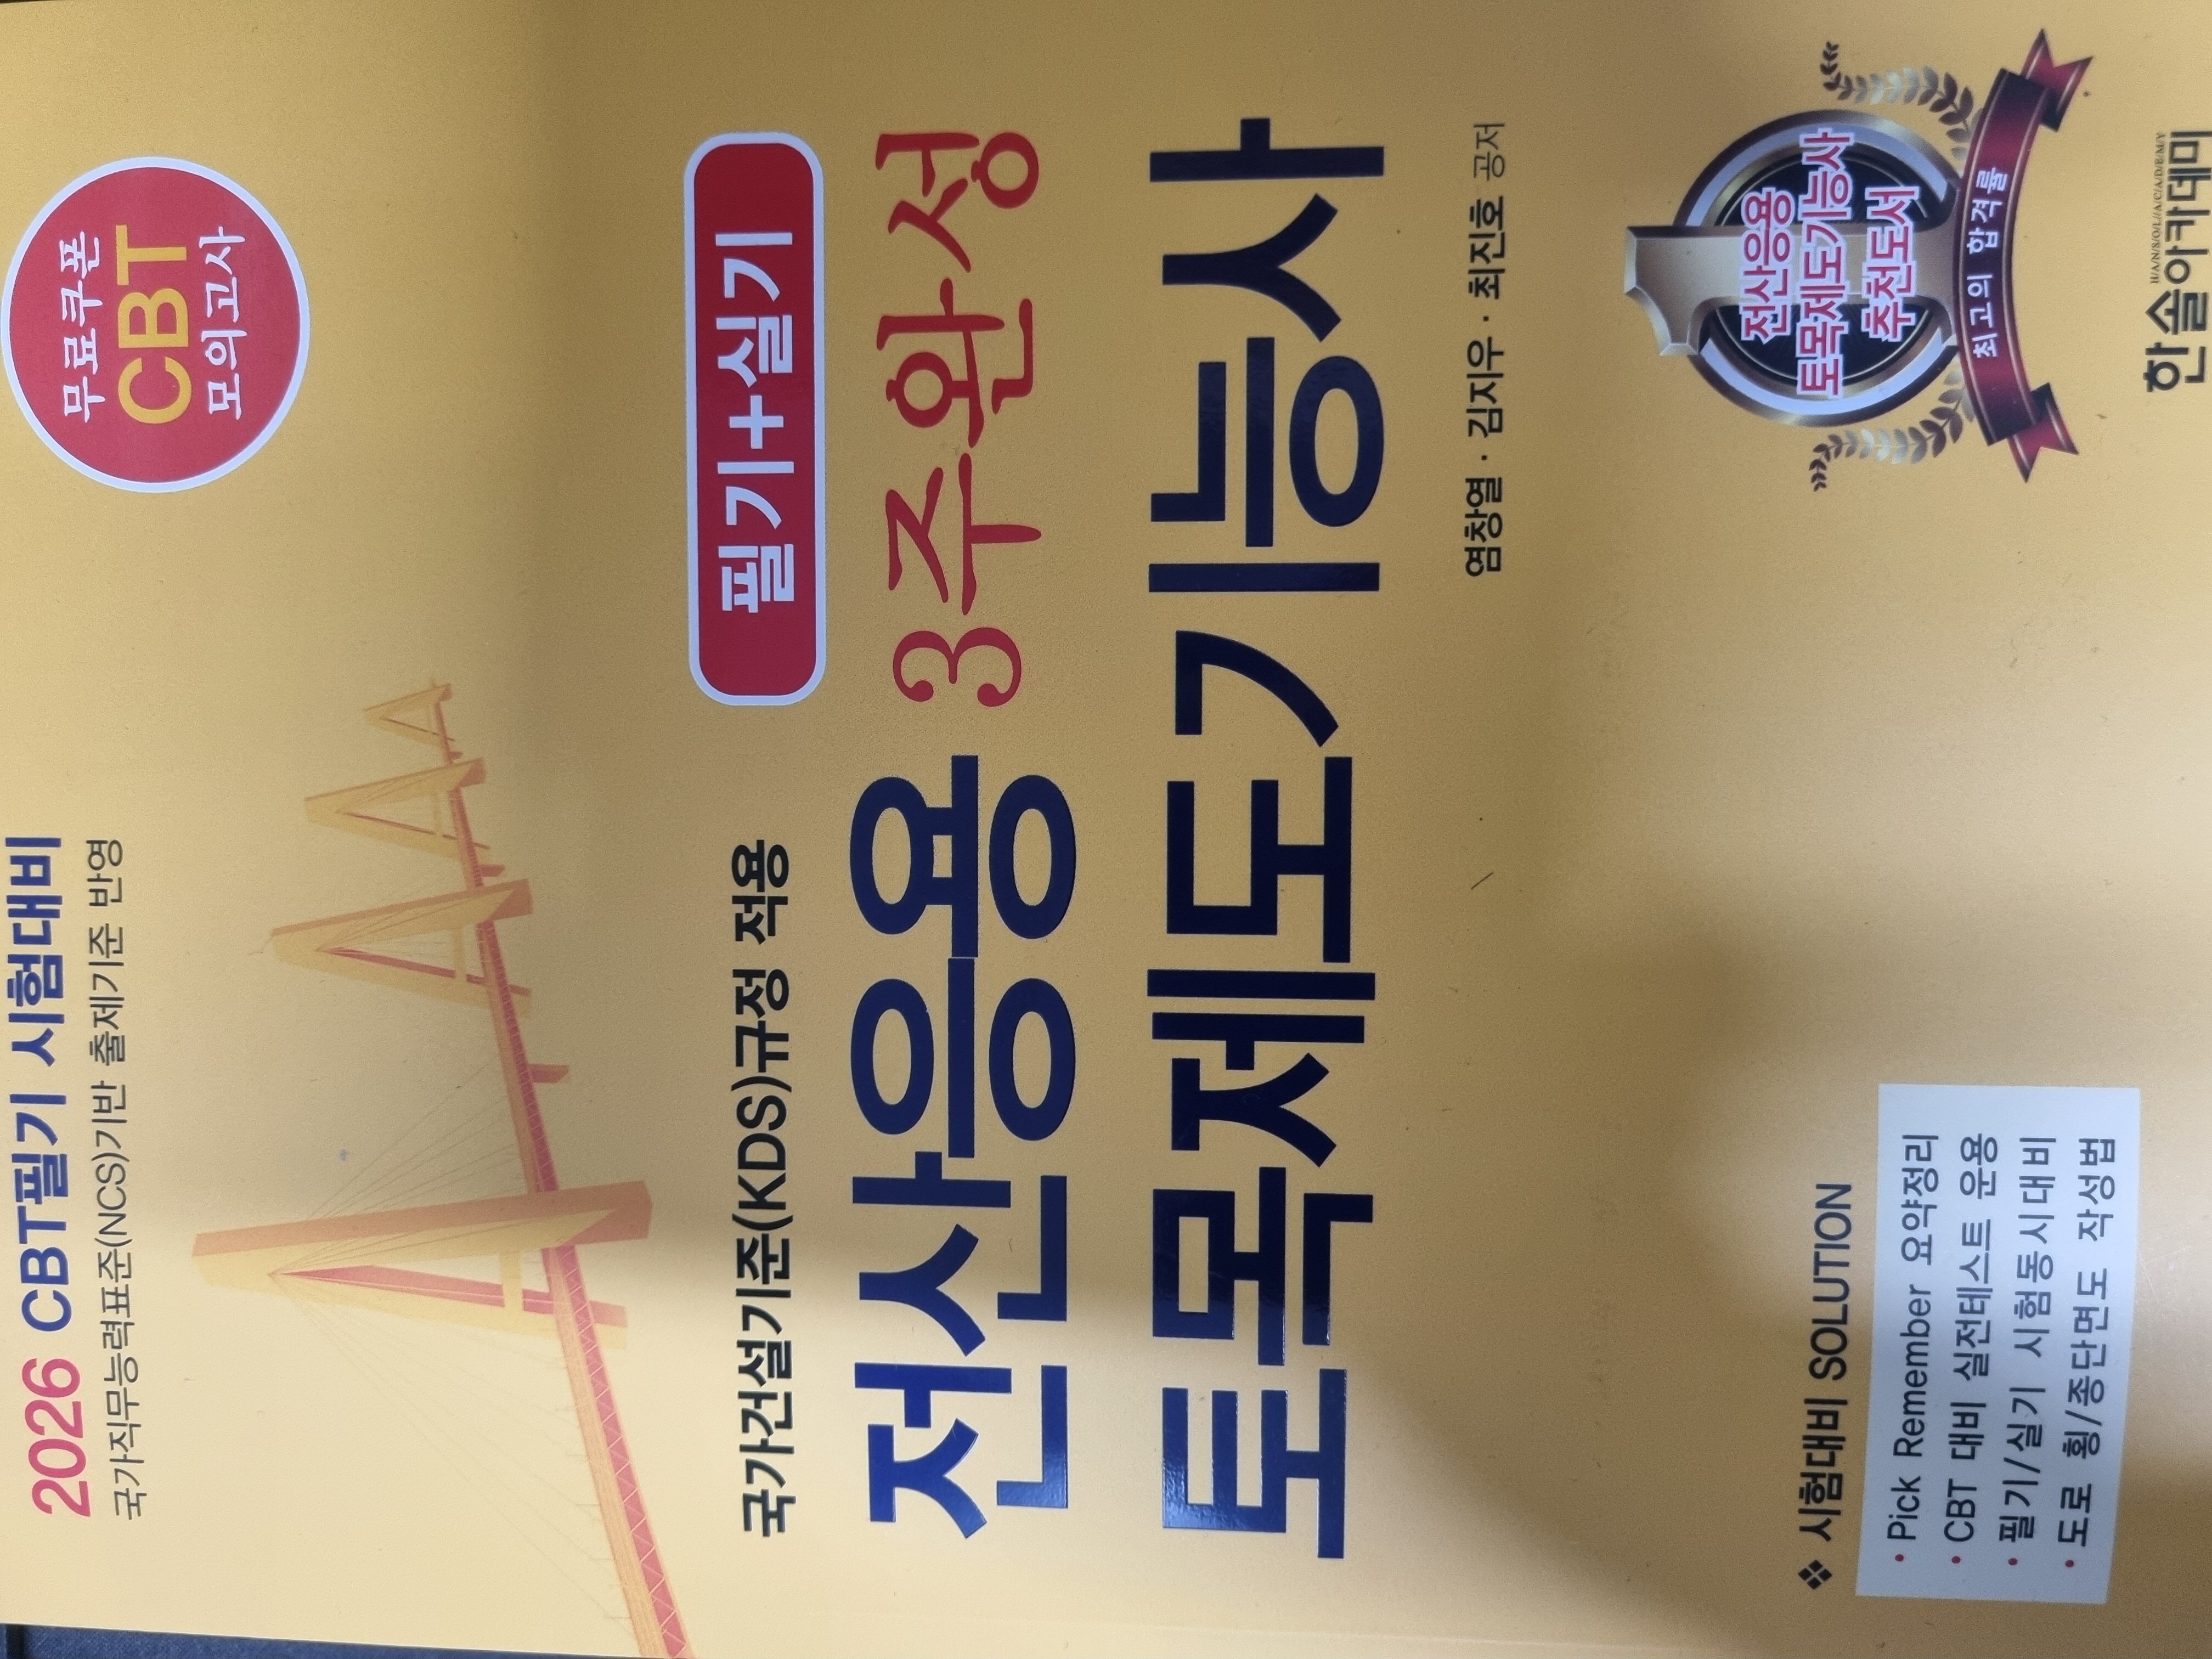 2026 CBT필기 시험대비
국가직무능력표준(NCS)기반 출제기준 반영
무료쿠폰
CBT
모의고사
국가건설기준(KDS)규정 적용
필기+실기
전산응용 3주완성
토목제도기능사
염창열 · 김지우 · 최진호 공저
❖ 시험대비 SOLUTION
· Pick Remember 요약정리
· CBT 대비 실전테스트 운용
· 필기/실기 시험동시대비
· 도로 횡/종단면도 작성법
1
전산응용
토목제도기능사
추천도서
최고의 합격률
H/A/N/S/O/L/A/C/A/D/E/M/Y
한솔아카데미